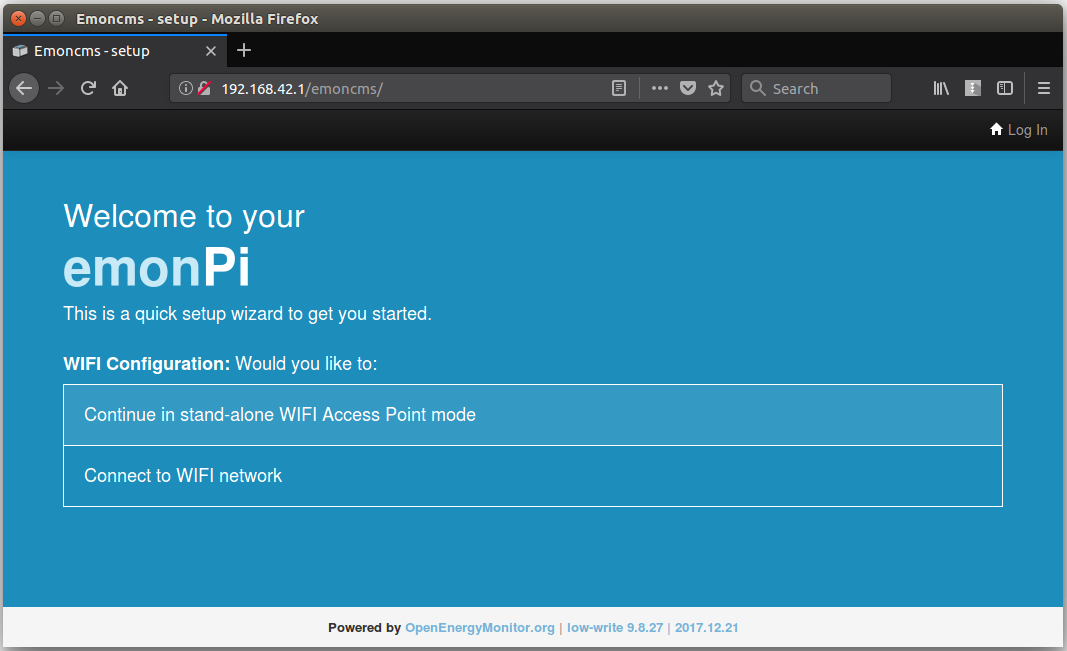 Emoncms - setup - Mozilla Firefox
Emoncms - setup
192.168.42.1/emoncms/
Search
Log In
Welcome to your
emonPi
This is a quick setup wizard to get you started.
WIFI Configuration: Would you like to:
Continue in stand-alone WIFI Access Point mode
Connect to WIFI network
Powered by OpenEnergyMonitor.org | low-write 9.8.27 | 2017.12.21